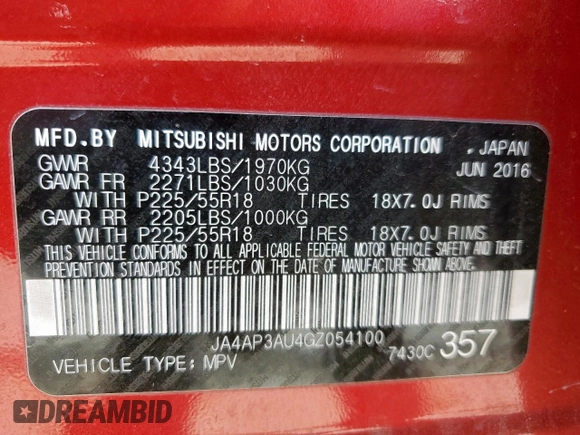 MFD.BY MITSUBISHI MOTORS CORPORATION . JAPAN
GVWR 4343LBS/1970KG JUN 2016
GAWR FR 2271LBS/1030KG
WITH P225/55R18 TIRES 18X7.0J RIMS
GAWR RR 2205LBS/1000KG
WITH P225/55R18 TIRES 18X7.0J RIMS
THIS VEHICLE CONFORMS TO ALL APPLICABLE FEDERAL MOTOR VEHICLE SAFETY AND THEFT
PREVENTION STANDARDS IN EFFECT ON THE DATE OF MANUFACTURE SHOWN ABOVE.
JA4AP3AU4GZ054100 7430C 357
VEHICLE TYPE: MPV
DREAMBID